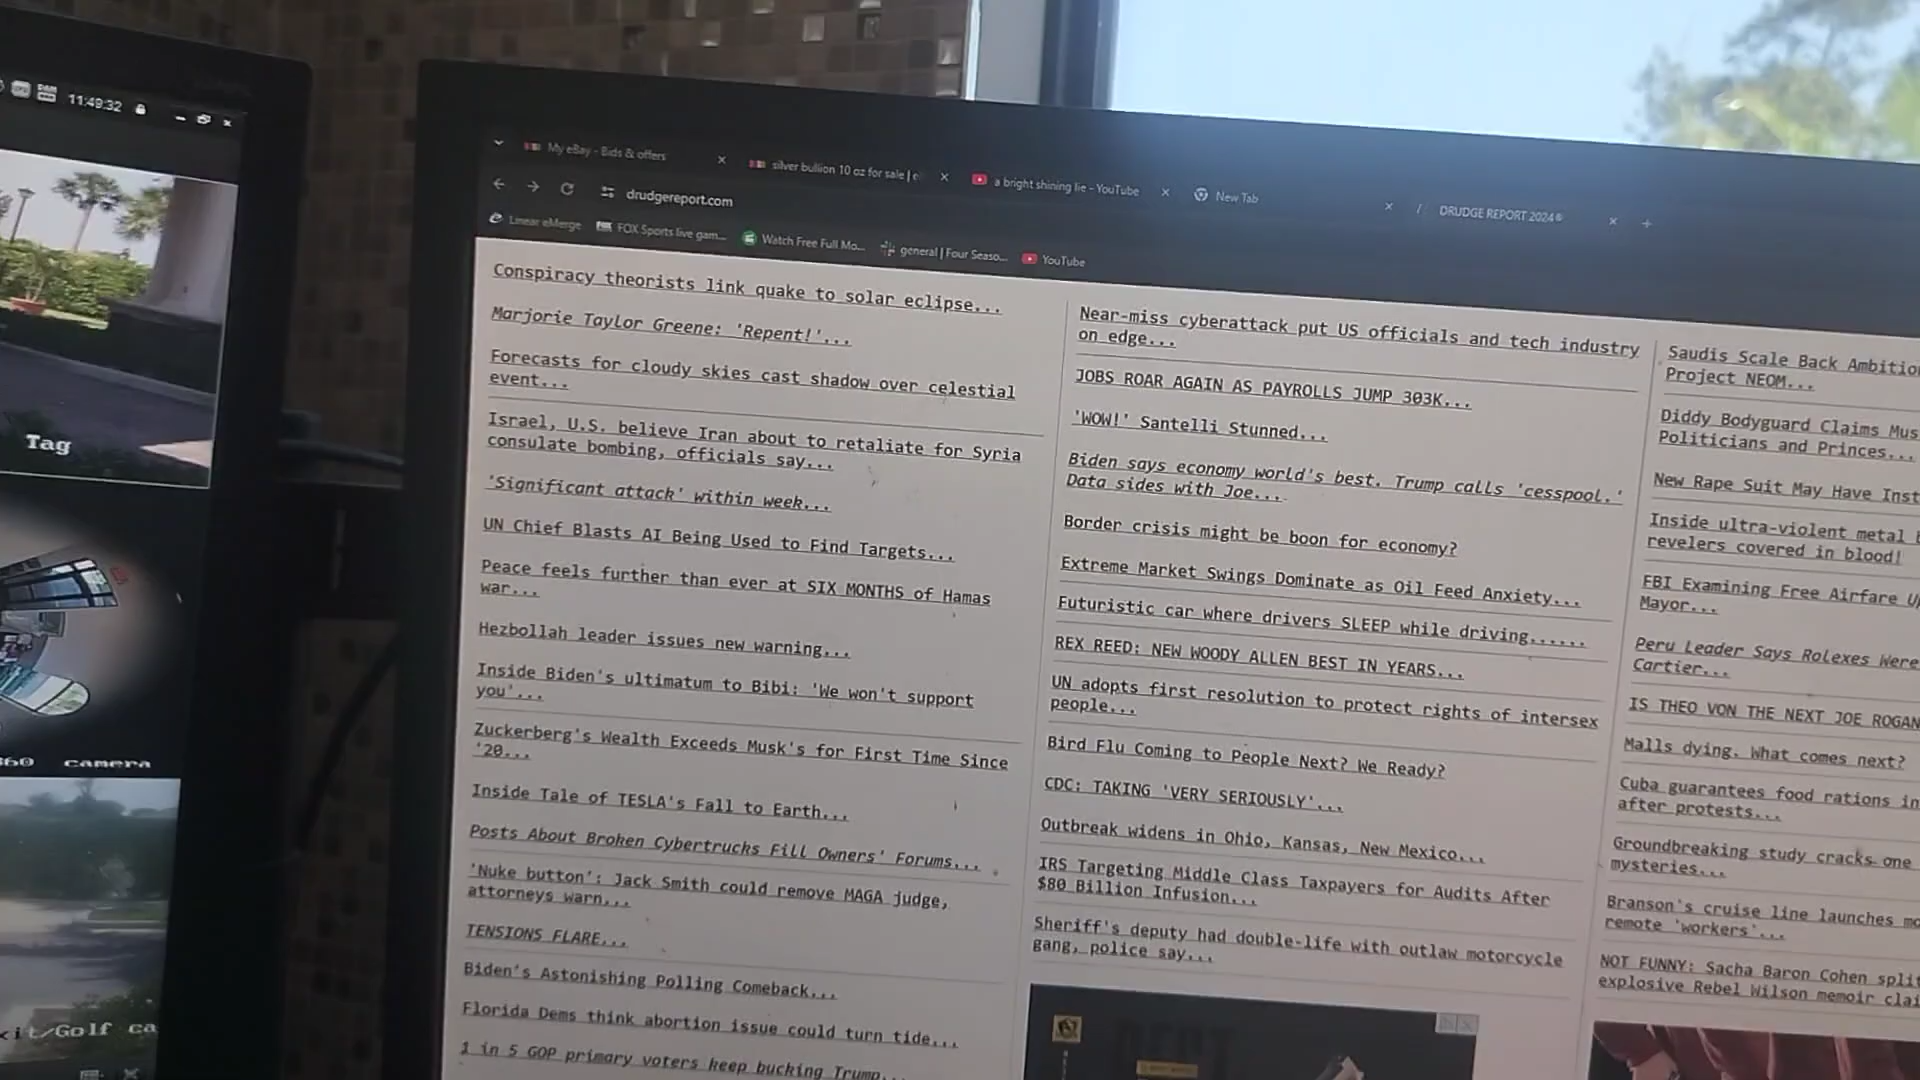 11:49:32
Tag
360 camera
kit/Golf ca
My eBay - Bids & offers
silver bullion 10 oz for sale | e
a bright shining lie - YouTube
New Tab
DRUDGE REPORT 2024®
drudgereport.com
Linear eMerge
FOX Sports live gam...
Watch Free Full Mo...
general | Four Seaso...
YouTube
Conspiracy theorists link quake to solar eclipse...
Marjorie Taylor Greene: 'Repent!'...
Forecasts for cloudy skies cast shadow over celestial
event...
Israel, U.S. believe Iran about to retaliate for Syria
consulate bombing, officials say...
'Significant attack' within week...
UN Chief Blasts AI Being Used to Find Targets...
Peace feels further than ever at SIX MONTHS of Hamas
war...
Hezbollah leader issues new warning...
Inside Biden's ultimatum to Bibi: 'We won't support
you'...
Zuckerberg's Wealth Exceeds Musk's for First Time Since
'20...
Inside Tale of TESLA's Fall to Earth...
Posts About Broken Cybertrucks Fill Owners' Forums...
'Nuke button': Jack Smith could remove MAGA judge,
attorneys warn...
TENSIONS FLARE...
Biden's Astonishing Polling Comeback...
Florida Dems think abortion issue could turn tide...
1 in 5 GOP primary voters keep bucking Trump...
Near-miss cyberattack put US officials and tech industry
on edge...
JOBS ROAR AGAIN AS PAYROLLS JUMP 303K...
'WOW!' Santelli Stunned...
Biden says economy world's best. Trump calls 'cesspool.'
Data sides with Joe...
Border crisis might be boon for economy?
Extreme Market Swings Dominate as Oil Feed Anxiety...
Futuristic car where drivers SLEEP while driving......
REX REED: NEW WOODY ALLEN BEST IN YEARS...
UN adopts first resolution to protect rights of intersex
people...
Bird Flu Coming to People Next? We Ready?
CDC: TAKING 'VERY SERIOUSLY'...
Outbreak widens in Ohio, Kansas, New Mexico...
IRS Targeting Middle Class Taxpayers for Audits After
$80 Billion Infusion...
Sheriff's deputy had double-life with outlaw motorcycle
gang, police say...
Saudis Scale Back Ambitio
Project NEOM...
Diddy Bodyguard Claims Mus
Politicians and Princes...
New Rape Suit May Have Inst
Inside ultra-violent metal
revelers covered in blood!
FBI Examining Free Airfare Up
Mayor...
Peru Leader Says Rolexes Were
Cartier...
IS THEO VON THE NEXT JOE ROGAN
Malls dying. What comes next?
Cuba guarantees food rations in
after protests...
Groundbreaking study cracks one
mysteries...
Branson's cruise line launches mo
remote 'workers'...
NOT FUNNY: Sacha Baron Cohen split
explosive Rebel Wilson memoir clai